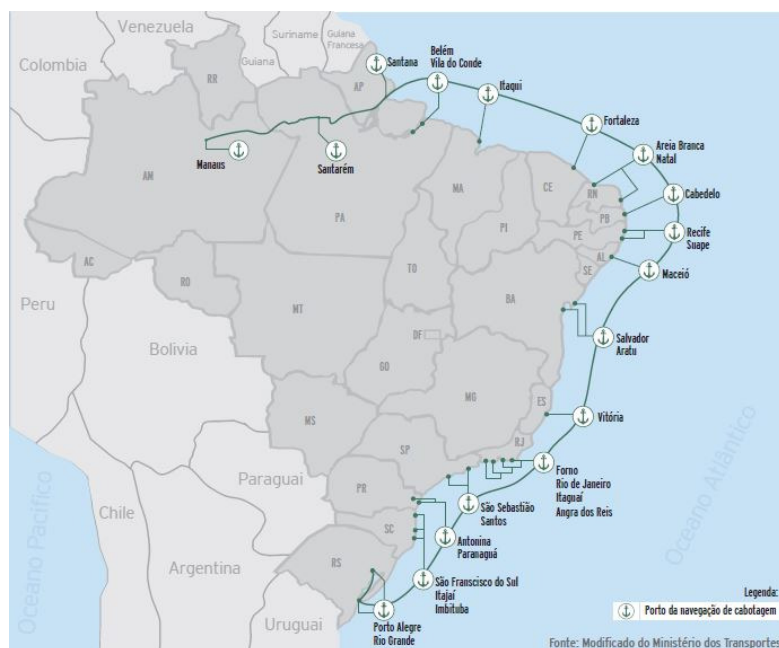 Venezuela
Suriname
Guiana
Francesa
Colombia
Guiana
RR
AP
Santana
Belém
Vila do Conde
Itaqui
Fortaleza
Areia Branca
Natal
Cabedelo
Recife
Suape
Maceió
Manaus
Santarém
AM
PA
MA
CE
RN
PB
PI
PE
AL
SE
AC
RO
TO
BA
MT
Peru
Salvador
Aratu
Bolivia
DF
GO
MG
ES
Vitória
MS
SP
RJ
Paraguai
Forno
Rio de Janeiro
Itaguaí
Angra dos Reis
PR
São Sebastião
Santos
Oceano Pacífico
Oceano Atlântico
Chile
SC
Antonina
Paranaguá
Argentina
RS
São Franscisco do Sul
Itajaí
Imbituba
Uruguai
Porto Alegre
Rio Grande
Legenda:
Porto da navegação de cabotagem
Fonte: Modificado do Ministério dos Transportes